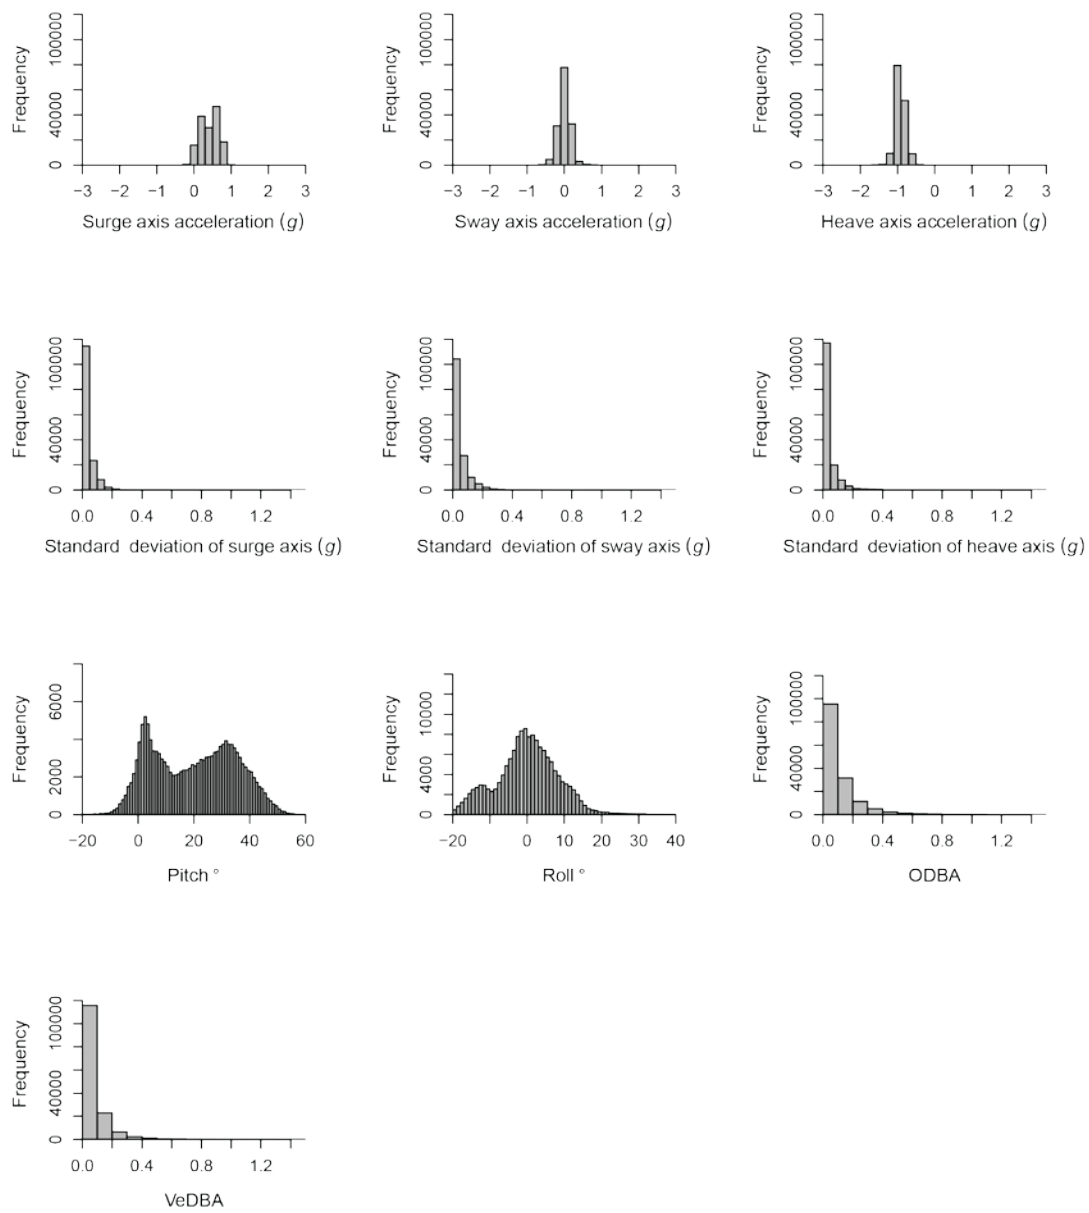 Frequency
0 40000 100000
−3 −2 −1 0 1 2 3
Surge axis acceleration (g)
Frequency
0 40000 100000
−3 −2 −1 0 1 2 3
Sway axis acceleration (g)
Frequency
0 40000 100000
−3 −2 −1 0 1 2 3
Heave axis acceleration (g)
Frequency
0 40000 100000
0.0 0.4 0.8 1.2
Standard deviation of surge axis (g)
Frequency
0 40000 100000
0.0 0.4 0.8 1.2
Standard deviation of sway axis (g)
Frequency
0 40000 100000
0.0 0.4 0.8 1.2
Standard deviation of heave axis (g)
Frequency
0 2000 6000
−20 0 20 40 60
Pitch °
Frequency
0 4000 10000
−20 0 10 20 30 40
Roll °
Frequency
0 40000 100000
0.0 0.4 0.8 1.2
ODBA
Frequency
0 40000 100000
0.0 0.4 0.8 1.2
VeDBA